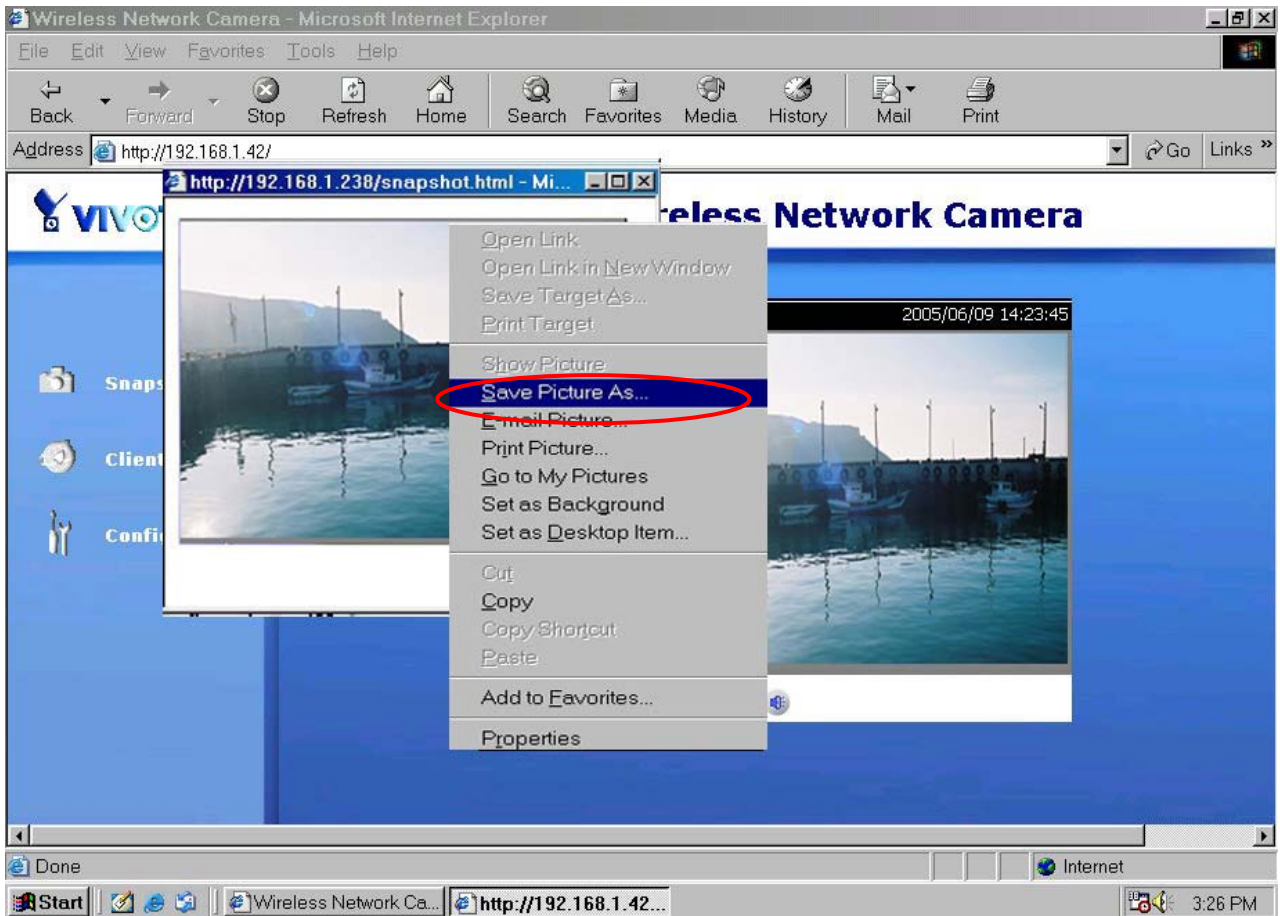 Wireless Network Camera - Microsoft Internet Explorer
File Edit View Favorites Tools Help
Back Forward Stop Refresh Home Search Favorites Media History Mail Print
Address http://192.168.1.42/ Go Links »
http://192.168.1.238/snapshot.html - Mi...
VIVO
reless Network Camera
2005/06/09 14:23:45
Snaps
Client
Confi
Open Link
Open Link in New Window
Save Target As...
Print Target
Show Picture
Save Picture As...
E-mail Picture...
Print Picture...
Go to My Pictures
Set as Background
Set as Desktop Item...
Cut
Copy
Copy Shortcut
Paste
Add to Favorites...
Properties
Done Internet
Start Wireless Network Ca... http://192.168.1.42... 3:26 PM